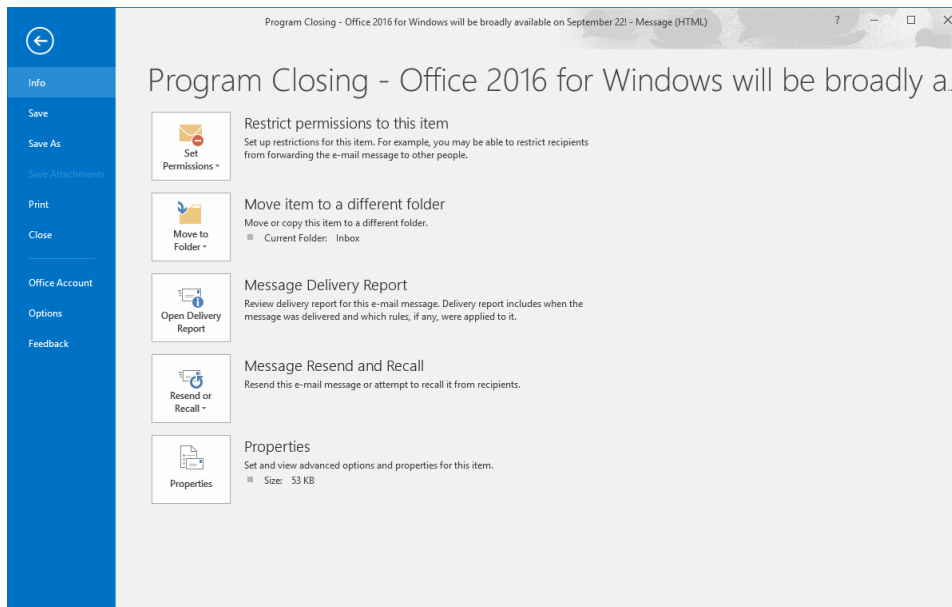 Program Closing - Office 2016 for Windows will be broadly available on September 22! - Message (HTML)
?
Info
Save
Save As
Save Attachments
Print
Close
Office Account
Options
Feedback
Program Closing - Office 2016 for Windows will be broadly a...
Set
Permissions
Restrict permissions to this item
Set up restrictions for this item. For example, you may be able to restrict recipients
from forwarding the e-mail message to other people.
Move to
Folder
Move item to a different folder
Move or copy this item to a different folder.
Current Folder: Inbox
Open Delivery
Report
Message Delivery Report
Review delivery report for this e-mail message. Delivery report includes when the
message was delivered and which rules, if any, were applied to it.
Resend or
Recall
Message Resend and Recall
Resend this e-mail message or attempt to recall it from recipients.
Properties
Properties
Set and view advanced options and properties for this item.
Size: 53 KB